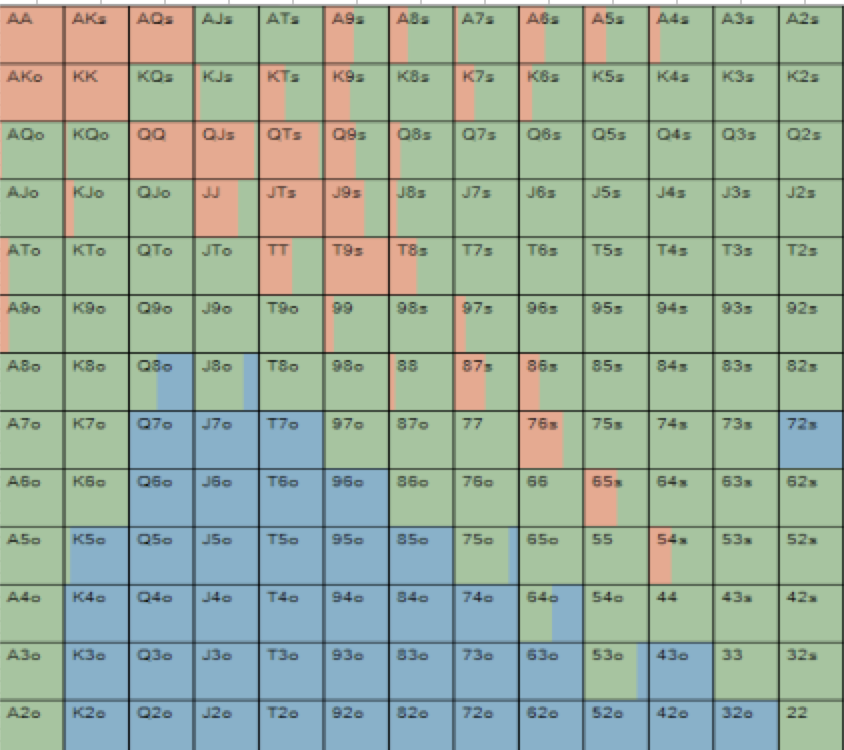 AA AKs AQs AJs ATs A9s A8s A7s A6s A5s A4s A3s A2s
AKo KK KQs KJs KTs K9s K8s K7s K6s K5s K4s K3s K2s
AQo KQo QQ QJs QTs Q9s Q8s Q7s Q6s Q5s Q4s Q3s Q2s
AJo KJo QJo JJ JTs J9s J8s J7s J6s J5s J4s J3s J2s
ATo KTo QTo JTo TT T9s T8s T7s T6s T5s T4s T3s T2s
A9o K9o Q9o J9o T9o 99 98s 97s 96s 95s 94s 93s 92s
A8o K8o Q8o J8o T8o 98o 88 87s 86s 85s 84s 83s 82s
A7o K7o Q7o J7o T7o 97o 87o 77 76s 75s 74s 73s 72s
A6o K6o Q6o J6o T6o 96o 86o 76o 66 65s 64s 63s 62s
A5o K5o Q5o J5o T5o 95o 85o 75o 65o 55 54s 53s 52s
A4o K4o Q4o J4o T4o 94o 84o 74o 64o 54o 44 43s 42s
A3o K3o Q3o J3o T3o 93o 83o 73o 63o 53o 43o 33 32s
A2o K2o Q2o J2o T2o 92o 82o 72o 62o 52o 42o 32o 22